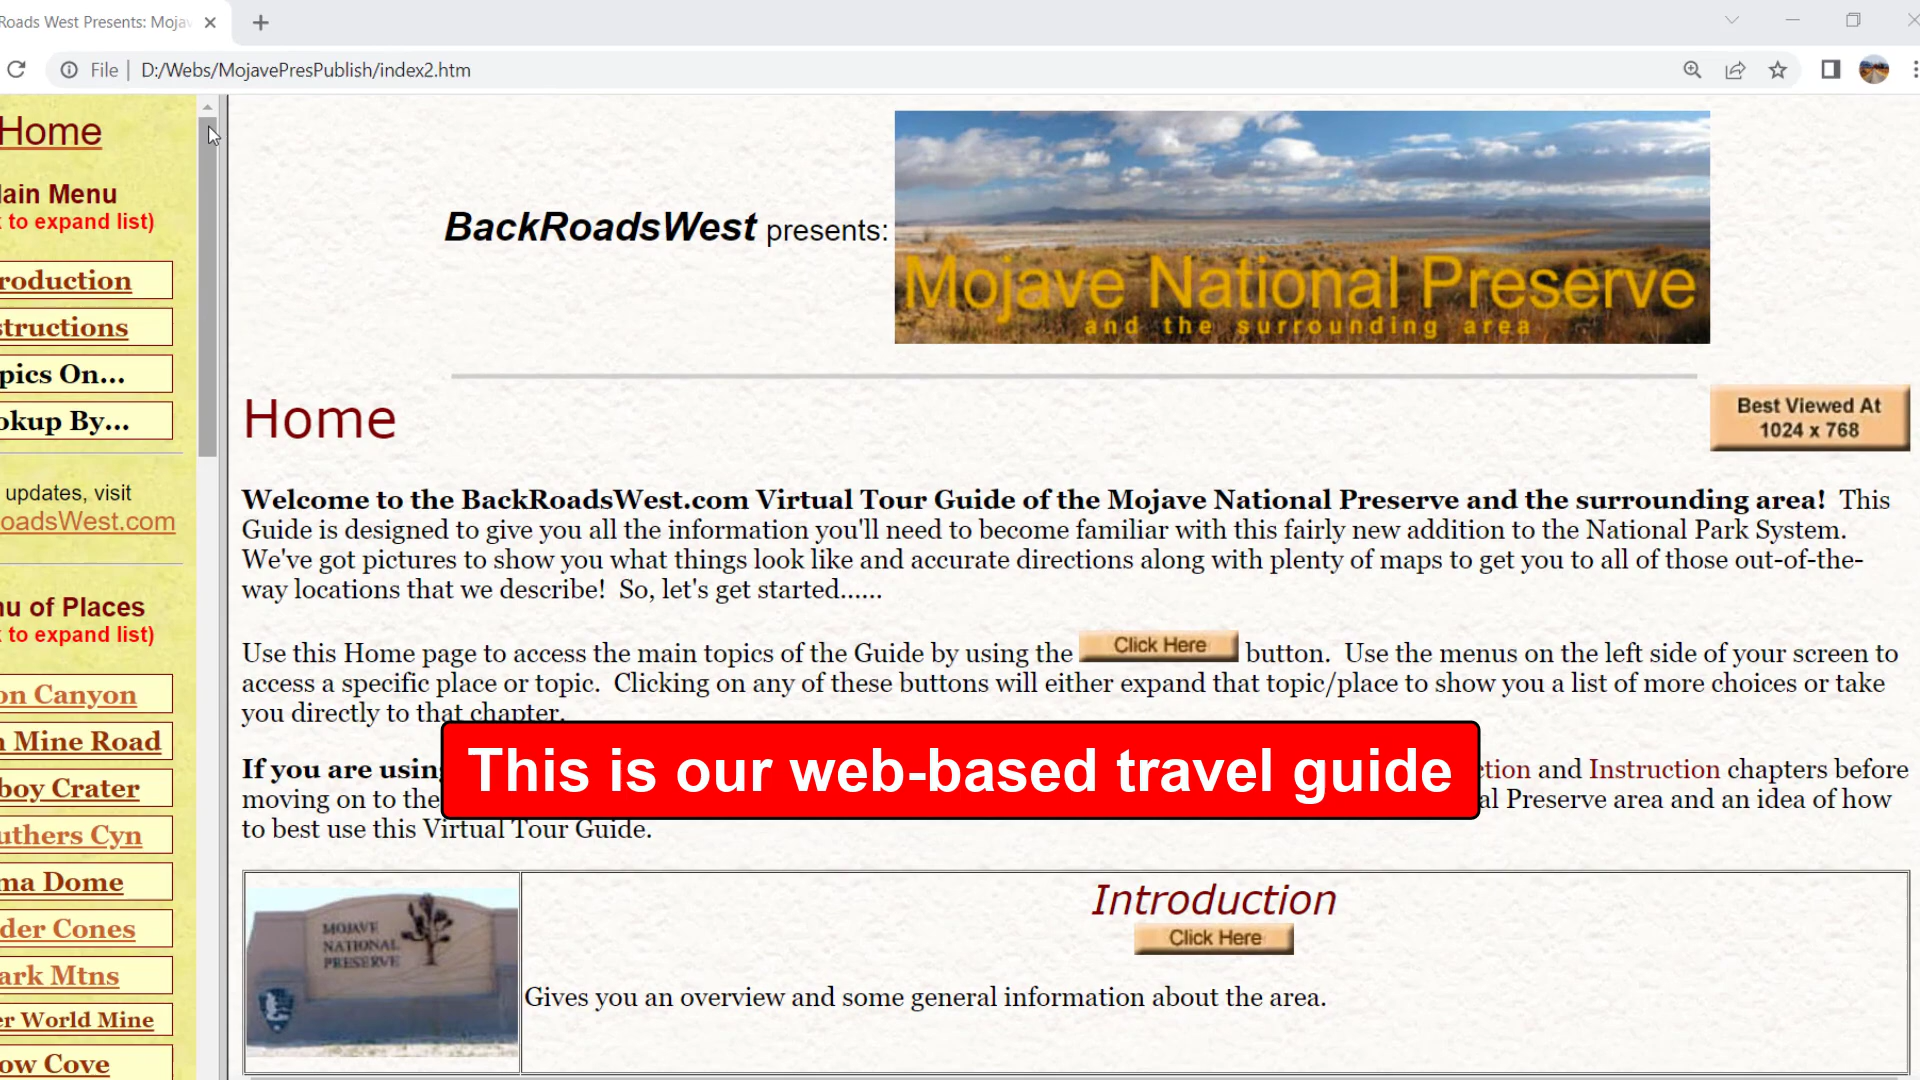 Roads West Presents: Moja
File | D:/Webs/MojavePresPublish/index2.htm
Home
ain Menu
to expand list)
roduction
structions
pics On...
okup By...
updates, visit
oadsWest.com
nu of Places
to expand list)
on Canyon
n Mine Road
boy Crater
uthers Cyn
ma Dome
der Cones
ark Mtns
er World Mine
ow Cove
BackRoadsWest presents:
Mojave National Preserve
and the surrounding area
Home
Best Viewed At
1024 x 768
Welcome to the BackRoadsWest.com Virtual Tour Guide of the Mojave National Preserve and the surrounding area! This
Guide is designed to give you all the information you'll need to become familiar with this fairly new addition to the National Park System.
We've got pictures to show you what things look like and accurate directions along with plenty of maps to get you to all of those out-of-the-
way locations that we describe! So, let's get started......
Use this Home page to access the main topics of the Guide by using the Click Here button. Use the menus on the left side of your screen to
access a specific place or topic. Clicking on any of these buttons will either expand that topic/place to show you a list of more choices or take
you directly to that chapter.
If you are using
ction and Instruction chapters before
This is our web-based travel guide
moving on to the
al Preserve area and an idea of how
to best use this Virtual Tour Guide.
MOJAVE
NATIONAL
PRESERVE
Introduction
Click Here
Gives you an overview and some general information about the area.